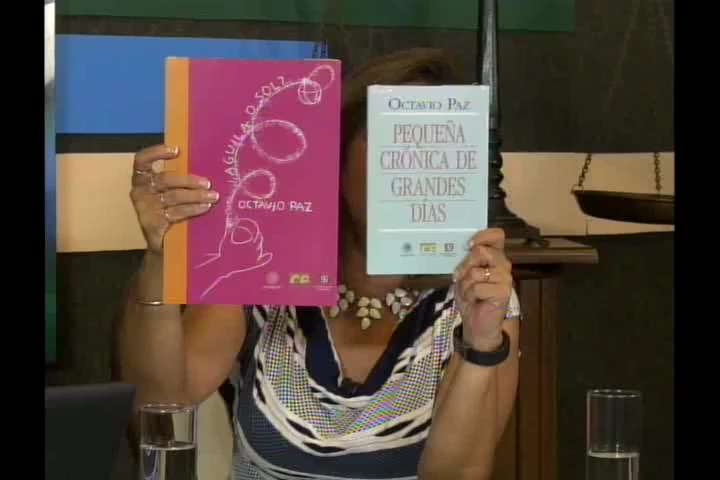 ¿ÁGUILA O SOL?
OCTAVIO PAZ
OCTAVIO PAZ
PEQUEÑA
CRÓNICA DE
GRANDES
DÍAS